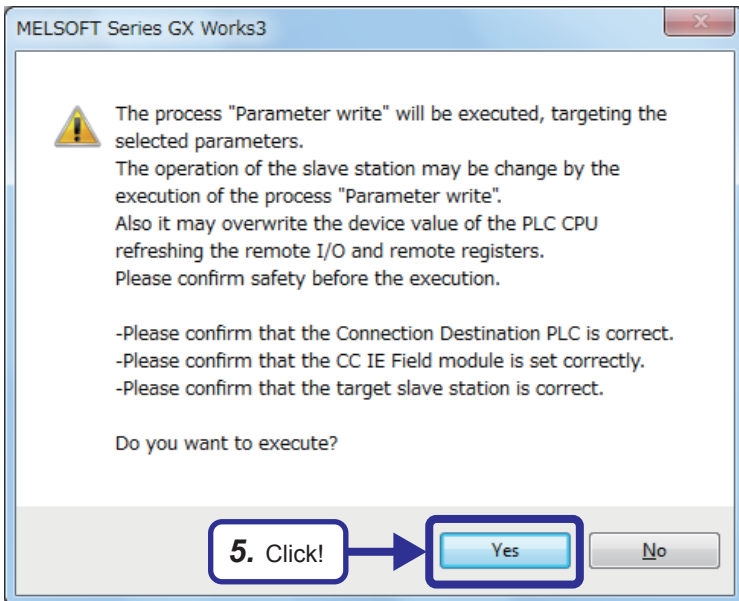 MELSOFT Series GX Works3
The process "Parameter write" will be executed, targeting the
selected parameters.
The operation of the slave station may be change by the
execution of the process "Parameter write".
Also it may overwrite the device value of the PLC CPU
refreshing the remote I/O and remote registers.
Please confirm safety before the execution.
-Please confirm that the Connection Destination PLC is correct.
-Please confirm that the CC IE Field module is set correctly.
-Please confirm that the target slave station is correct.
Do you want to execute?
5. Click!
Yes
No